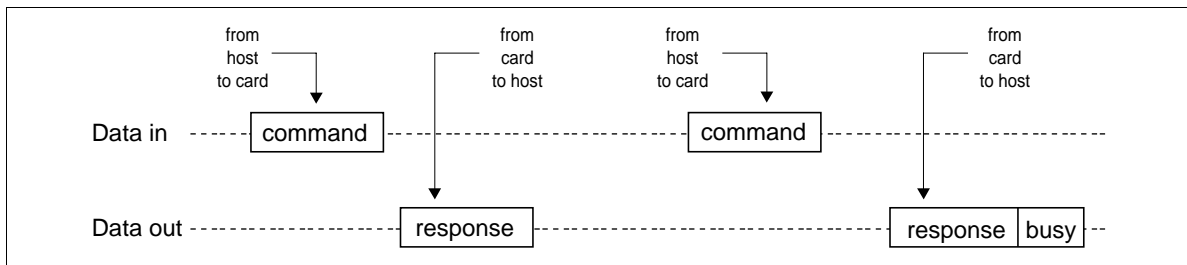 from
host
to card
from
card
to host
from
host
to card
from
card
to host
Data in
command
command
Data out
response
response
busy